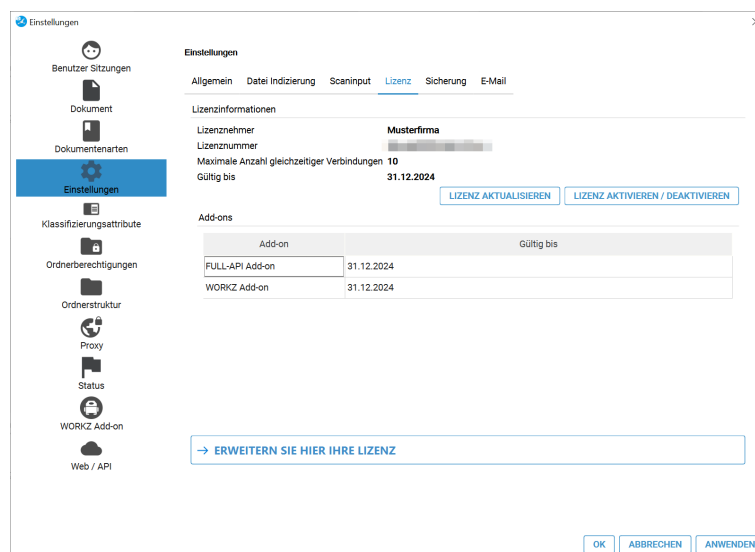 Einstellungen
Benutzer Sitzungen
Dokument
Dokumentenarten
Einstellungen
Klassifizierungsattribute
Ordnerberechtigungen
Ordnerstruktur
Proxy
Status
WORKZ Add-on
Web / API
Einstellungen
Allgemein Datei Indizierung Scaninput Lizenz Sicherung E-Mail
Lizenzinformationen
Lizenznehmer Musterfirma
Lizenznummer
Maximale Anzahl gleichzeitiger Verbindungen 10
Gültig bis 31.12.2024
LIZENZ AKTUALISIEREN LIZENZ AKTIVIEREN / DEAKTIVIEREN
Add-ons
Add-on Gültig bis
FULL-API Add-on 31.12.2024
WORKZ Add-on 31.12.2024
→ ERWEITERN SIE HIER IHRE LIZENZ
OK ABBRECHEN ANWENDEN